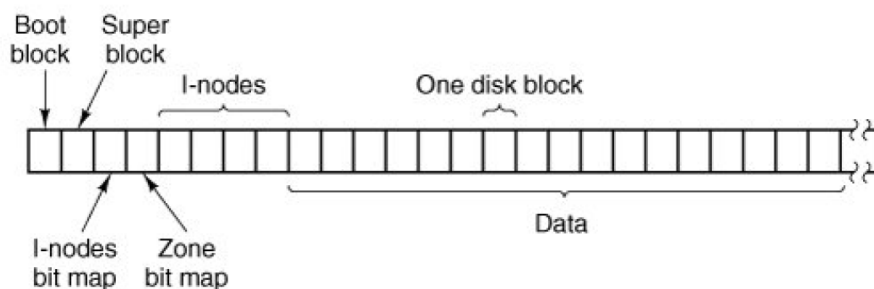 Boot
block
Super
block
I-nodes
One disk block
I-nodes
bit map
Zone
bit map
Data